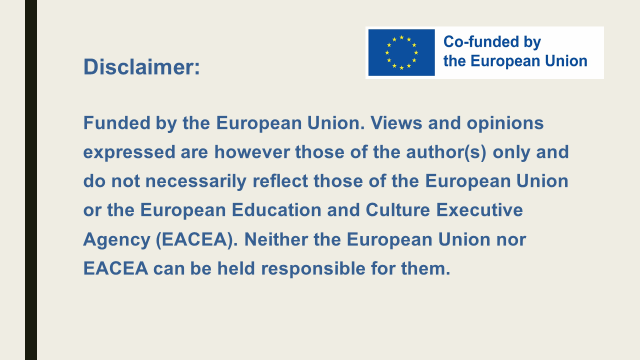 Co-funded by
the European Union
Disclaimer:
Funded by the European Union. Views and opinions
expressed are however those of the author(s) only and
do not necessarily reflect those of the European Union
or the European Education and Culture Executive
Agency (EACEA). Neither the European Union nor
EACEA can be held responsible for them.